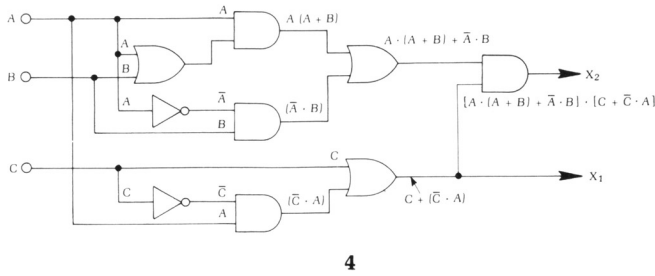 A
A
A (A + B)
A
B
A · (A + B) + A̅ · B
B
X₂
A
A̅
B
(A̅ · B)
[A · (A + B) + A̅ · B] · [C + C̅ · A]
C
C
X₁
C
C̅
A
(C̅ · A)
C + (C̅ · A)
4